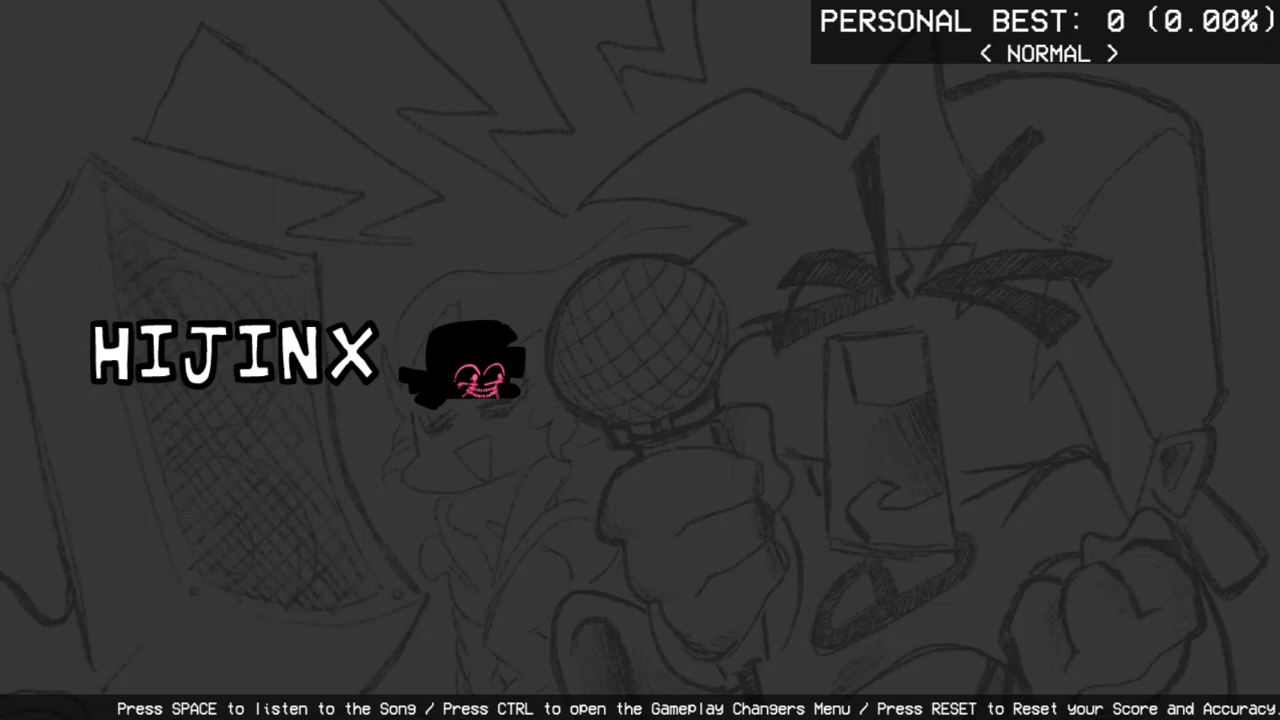 PERSONAL BEST: 0 (0.00%)
< NORMAL >
HIJINX
Press SPACE to listen to the Song / Press CTRL to open the Gameplay Changers Menu / Press RESET to Reset your Score and Accuracy.